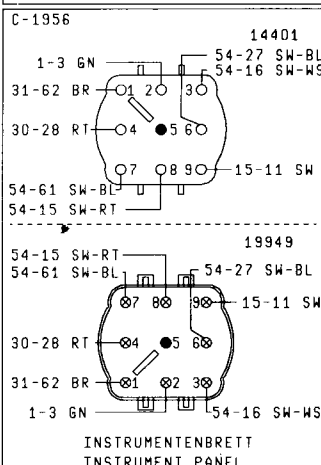 C-1956
14401
54-27 SW-BL
1-3 GN
54-16 SW-WS
31-62 BR 1 2 3
30-28 RT 4 5 6
7 8 9 15-11 SW
54-61 SW-BL
54-15 SW-RT
19949
54-15 SW-RT
54-61 SW-BL 54-27 SW-BL
7 8 9 15-11 SW
30-28 RT 4 5 6
31-62 BR 1 2 3
1-3 GN 54-16 SW-WS
INSTRUMENTENBRETT
INSTRUMENT PANEL